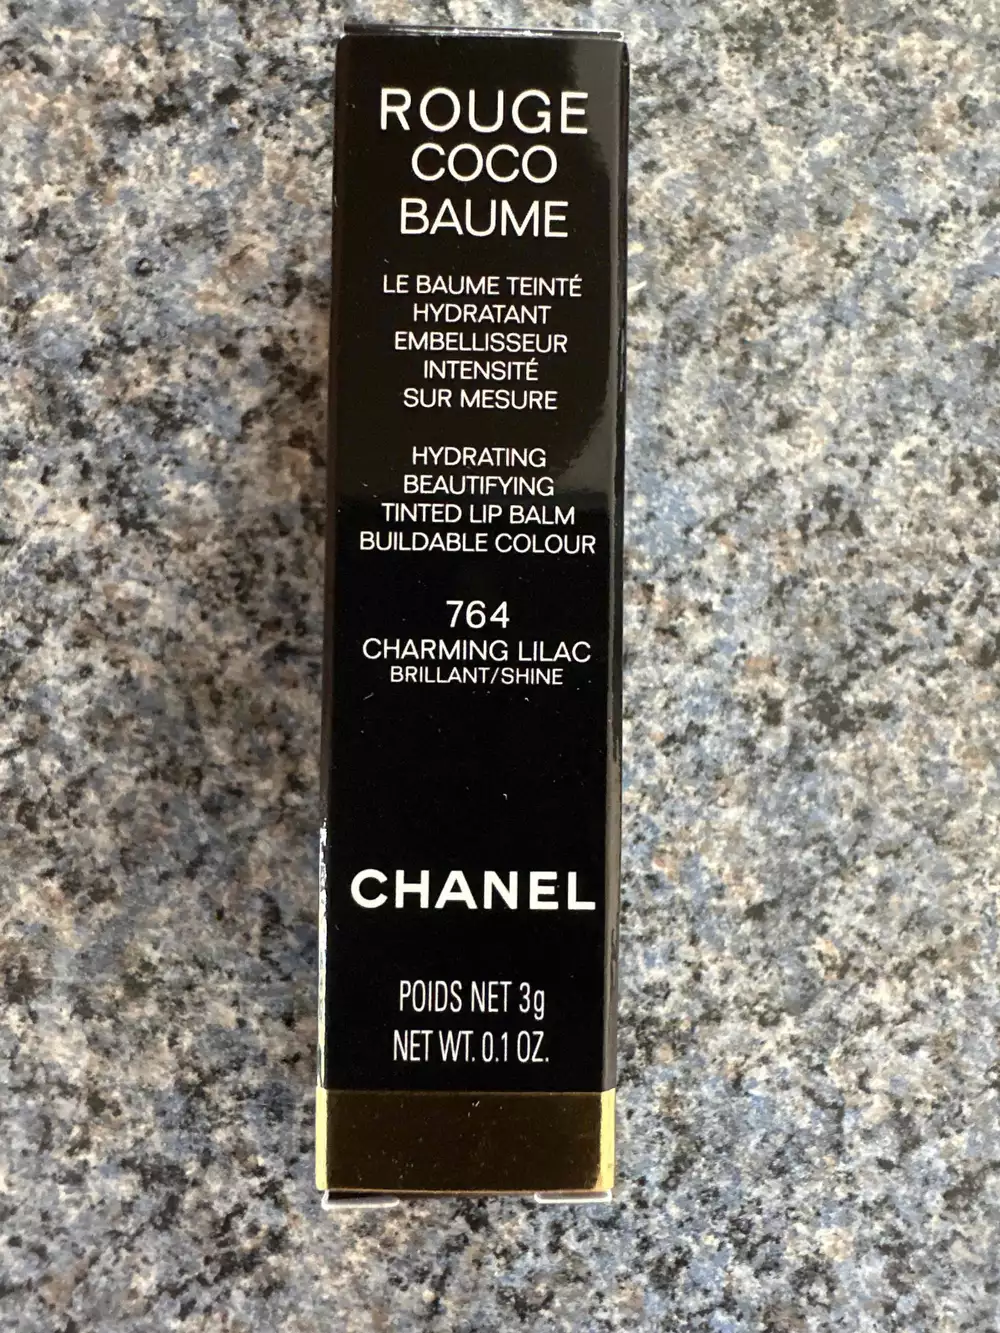 ROUGE
COCO
BAUME
LE BAUME TEINTÉ
HYDRATANT
EMBELLISSEUR
INTENSITÉ
SUR MESURE
HYDRATING
BEAUTIFYING
TINTED LIP BALM
BUILDABLE COLOUR
764
CHARMING LILAC
BRILLANT/SHINE
CHANEL
POIDS NET 3g
NET WT. 0.1 OZ.